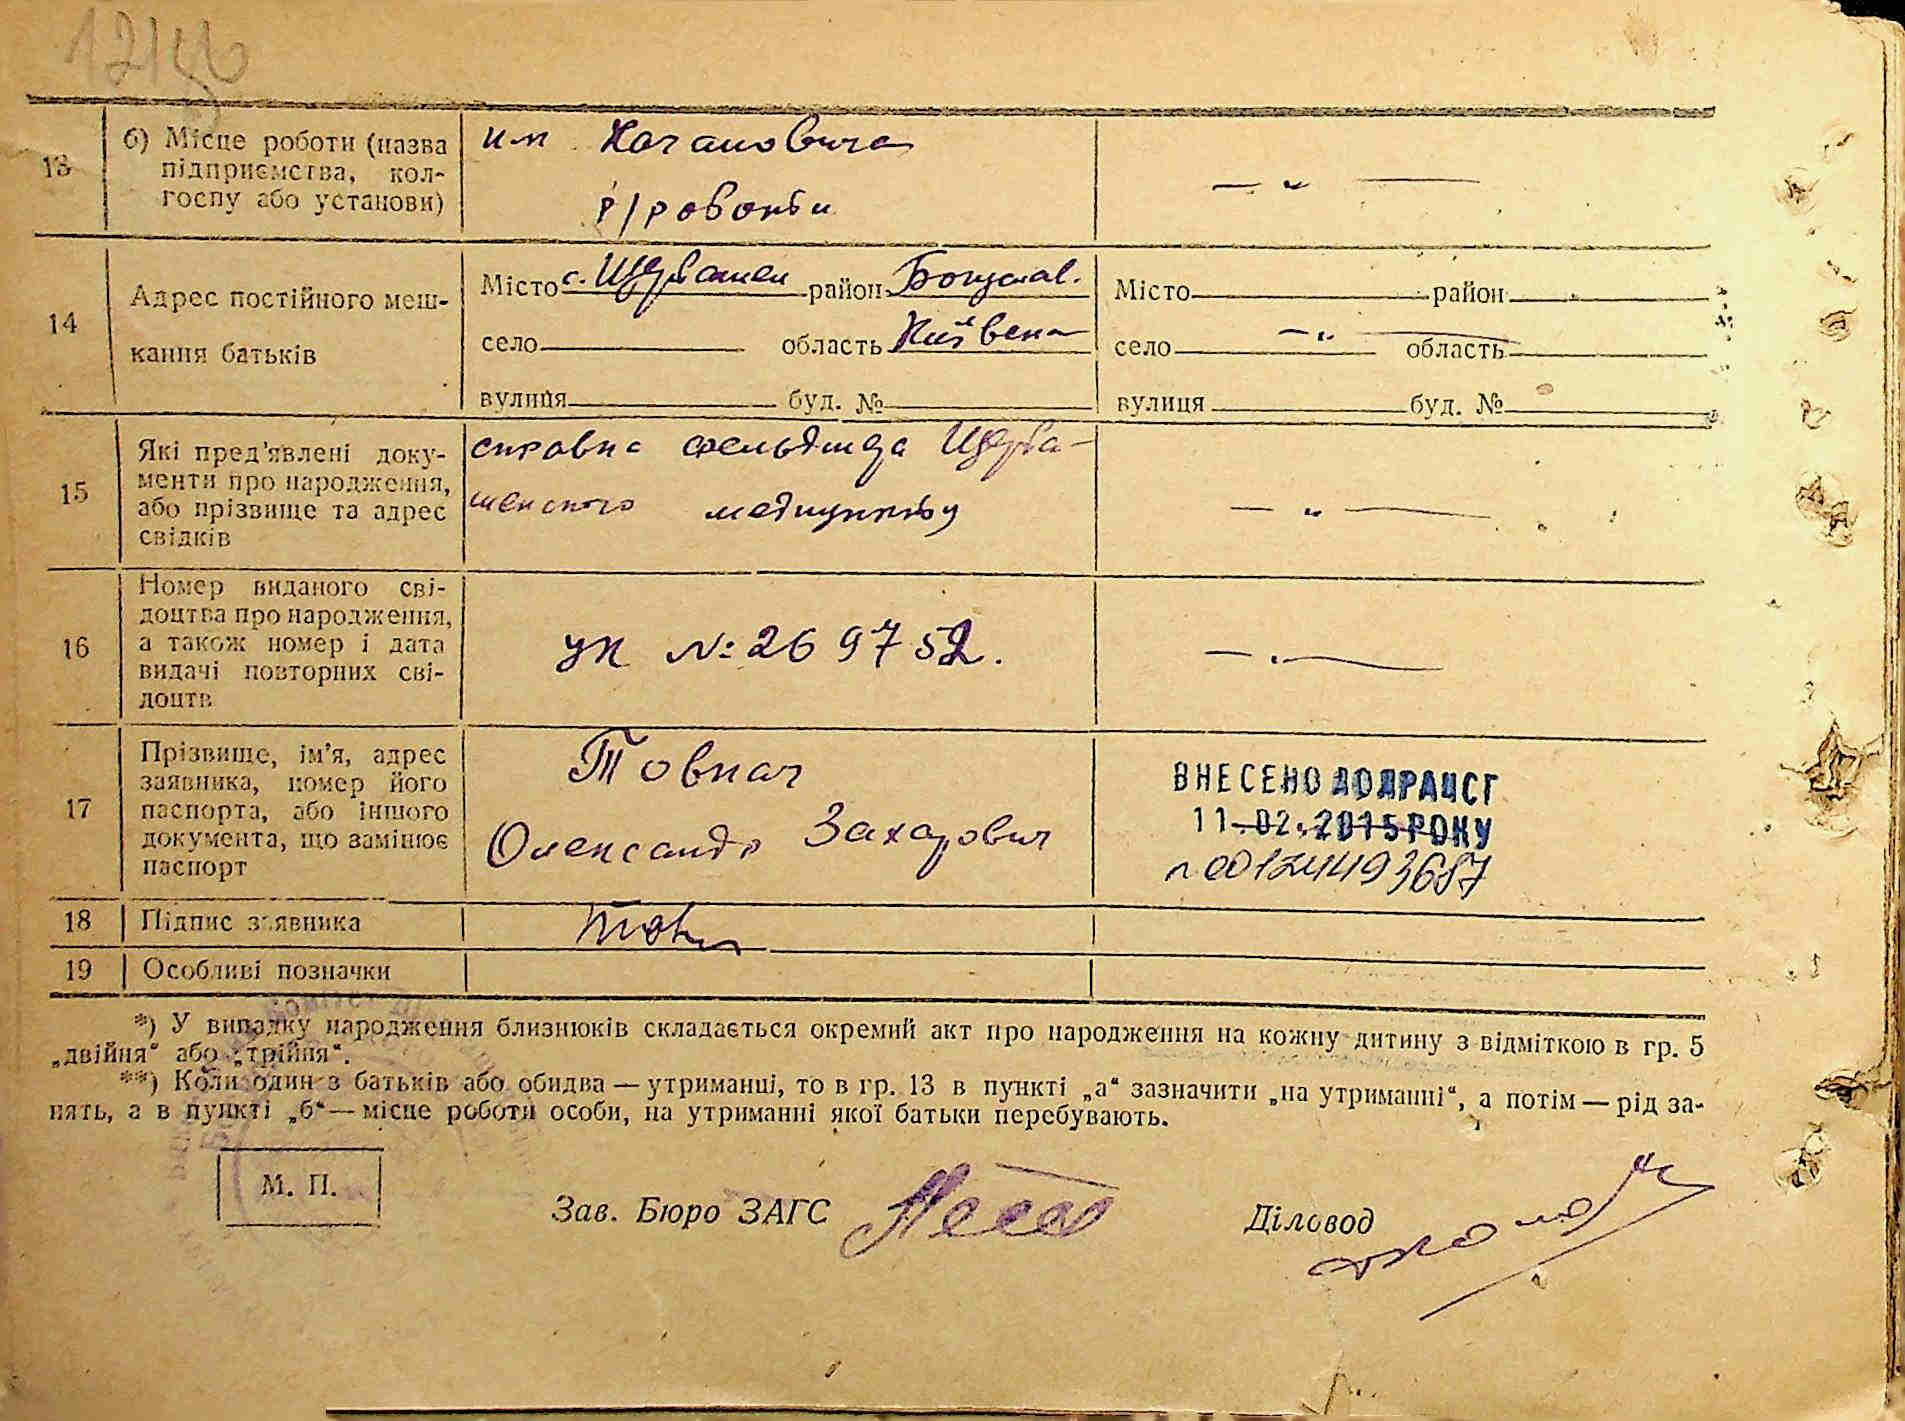 13 б) Місце роботи (назва підприємства, колгоспу або установи)
им Кагановича
р/роботи
— „ —
14 Адрес постійного мешкання батьків
Місто с. Щербашен район Богуслав.
село область Київська
вулиця буд. №
Місто район
село — „ — область
вулиця буд. №
15 Які пред'явлені документи про народження, або прізвище та адрес свідків
справка фельдшера Щерба-
шенского медпункту
— „ —
16 Номер виданого свідоцтва про народження, а також номер і дата видачі повторних свідоцтв
УК № 269752.
17 Прізвище, ім'я, адрес заявника, номер його паспорта, або іншого документа, що замінює паспорт
Товкач
Олександр Захарович
ВНЕСЕНО ДО ДРАЦСГ
11.02.2015 РОКУ
18 Підпис заявника
19 Особливі позначки
*) У випадку народження близнюків складається окремий акт про народження на кожну дитину з відміткою в гр. 5
„двійня“ або „трійня“.
**) Коли один з батьків або обидва — утриманці, то в гр. 13 в пункті „а“ зазначити „на утриманні“, а потім — рід за-
нять, а в пункті „б“ — місце роботи особи, на утриманні якої батьки перебувають.
М. П.
Зав. Бюро ЗАГС
Діловод